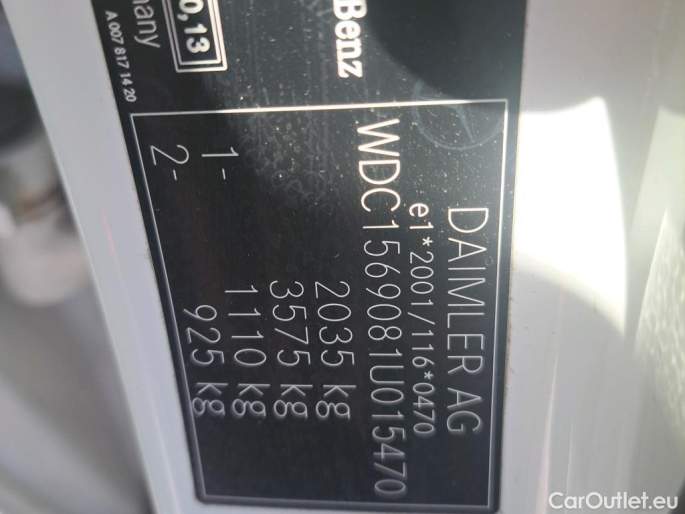 Benz
0,13
many
A 007 817 14 20
DAIMLER AG
e1*2001/116*0470
WDC1569081U015470
2035 kg
3575 kg
1- 1110 kg
2- 925 kg
CarOutlet.eu